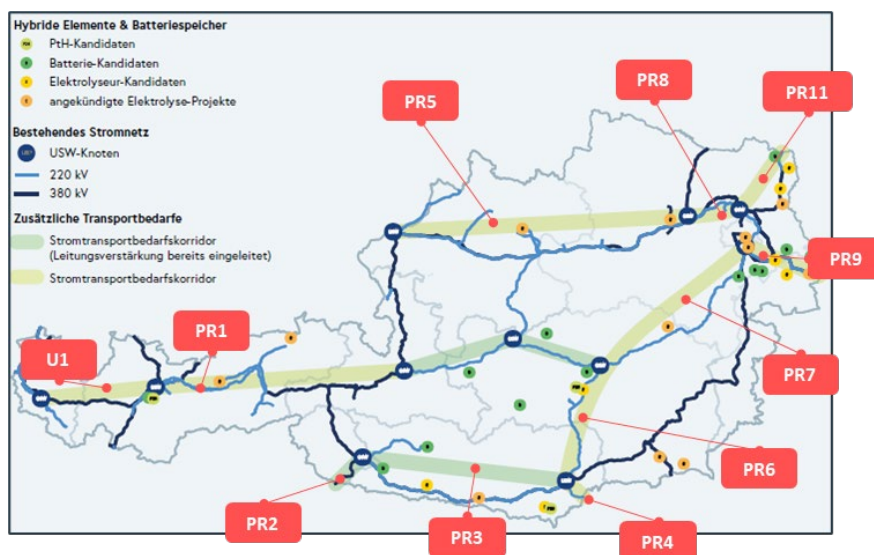 Hybride Elemente & Batteriespeicher
PtH-Kandidaten
Batterie-Kandidaten
Elektrolyseur-Kandidaten
angekündigte Elektrolyse-Projekte
Bestehendes Stromnetz
USW-Knoten
220 kV
380 kV
Zusätzliche Transportbedarfe
Stromtransportbedarfskorridor
(Leitungsverstärkung bereits eingeleitet)
Stromtransportbedarfskorridor
PR5
PR8
PR11
PR9
U1
PR1
PR7
PR6
PR2
PR3
PR4